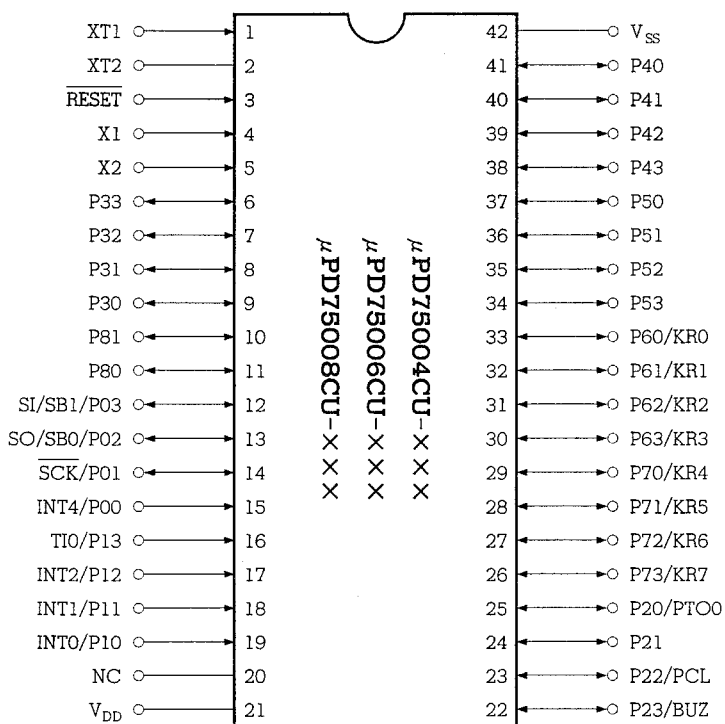 XT1 1 42 V_SS
XT2 2 41 P40
R̅E̅S̅E̅T̅ 3 40 P41
X1 4 39 P42
X2 5 38 P43
P33 6 37 P50
P32 7 36 P51
P31 8 35 P52
P30 9 34 P53
P81 10 33 P60/KR0
P80 11 32 P61/KR1
SI/SB1/P03 12 31 P62/KR2
SO/SB0/P02 13 30 P63/KR3
S̅C̅K̅/P01 14 29 P70/KR4
INT4/P00 15 28 P71/KR5
TI0/P13 16 27 P72/KR6
INT2/P12 17 26 P73/KR7
INT1/P11 18 25 P20/PTO0
INT0/P10 19 24 P21
NC 20 23 P22/PCL
V_DD 21 22 P23/BUZ
μPD75004CU-×××
μPD75006CU-×××
μPD75008CU-×××